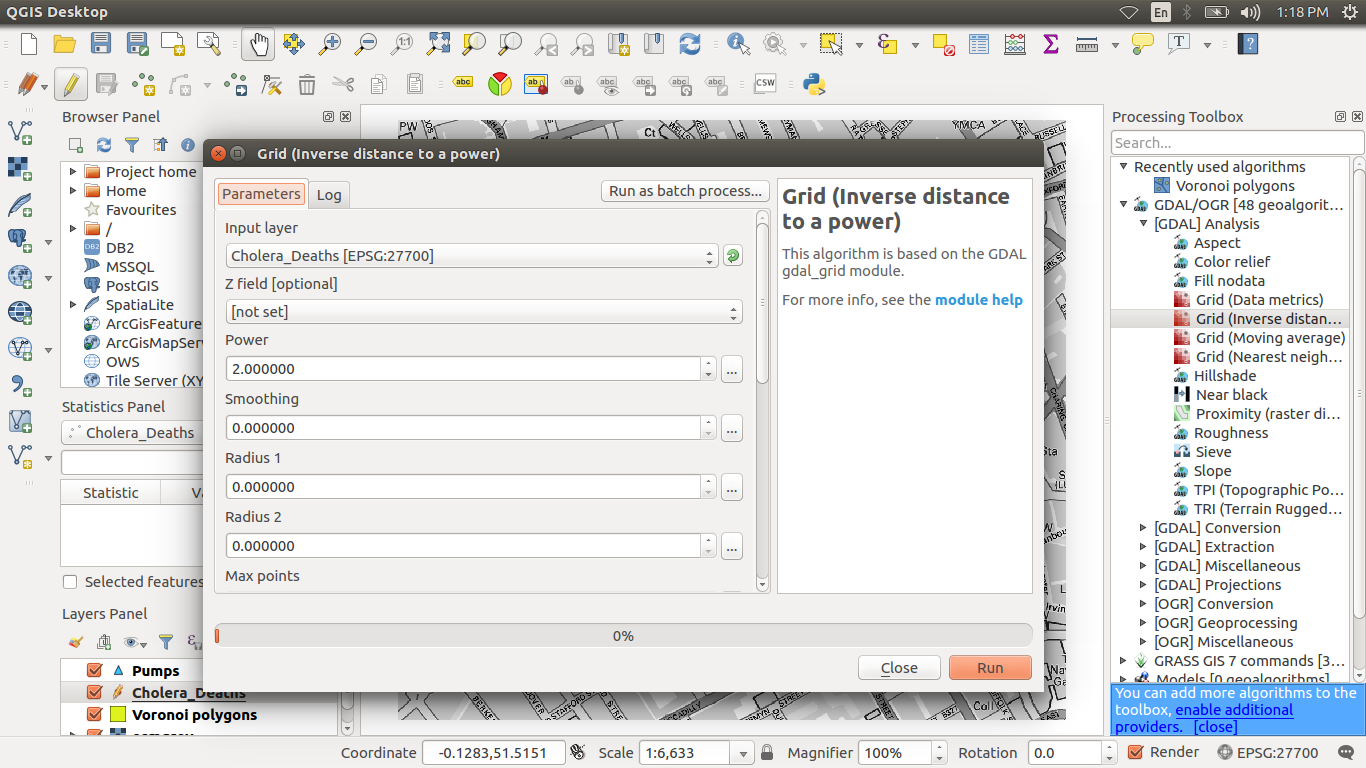 QGIS Desktop
En
1:18 PM
CSW
Browser Panel
Project home
Home
Favourites
/
DB2
MSSQL
PostGIS
SpatiaLite
ArcGisFeature
ArcGisMapServ
OWS
Tile Server (XY
Statistics Panel
Cholera_Deaths
Statistic
Selected features
Layers Panel
Pumps
Cholera_Deaths
Voronoi polygons
Grid (Inverse distance to a power)
Parameters
Log
Run as batch process...
Input layer
Cholera_Deaths [EPSG:27700]
Z field [optional]
[not set]
Power
2.000000
...
Smoothing
0.000000
...
Radius 1
0.000000
...
Radius 2
0.000000
...
Max points
Grid (Inverse distance
to a power)
This algorithm is based on the GDAL
gdal_grid module.
For more info, see the module help
0%
Close
Run
PW
Ct
YMCA
Sta
Call
Processing Toolbox
Search...
Recently used algorithms
Voronoi polygons
GDAL/OGR [48 geoalgorit...
[GDAL] Analysis
Aspect
Color relief
Fill nodata
Grid (Data metrics)
Grid (Inverse distan...
Grid (Moving average)
Grid (Nearest neigh...
Hillshade
Near black
Proximity (raster di...
Roughness
Sieve
Slope
TPI (Topographic Po...
TRI (Terrain Rugged...
[GDAL] Conversion
[GDAL] Extraction
[GDAL] Miscellaneous
[GDAL] Projections
[OGR] Conversion
[OGR] Geoprocessing
[OGR] Miscellaneous
GRASS GIS 7 commands [3...
Models [0 geoalgorithms]
You can add more algorithms to the
toolbox, enable additional
providers. [close]
Coordinate
-0.1283,51.5151
Scale
1:6,633
Magnifier
100%
Rotation
0.0
Render
EPSG:27700